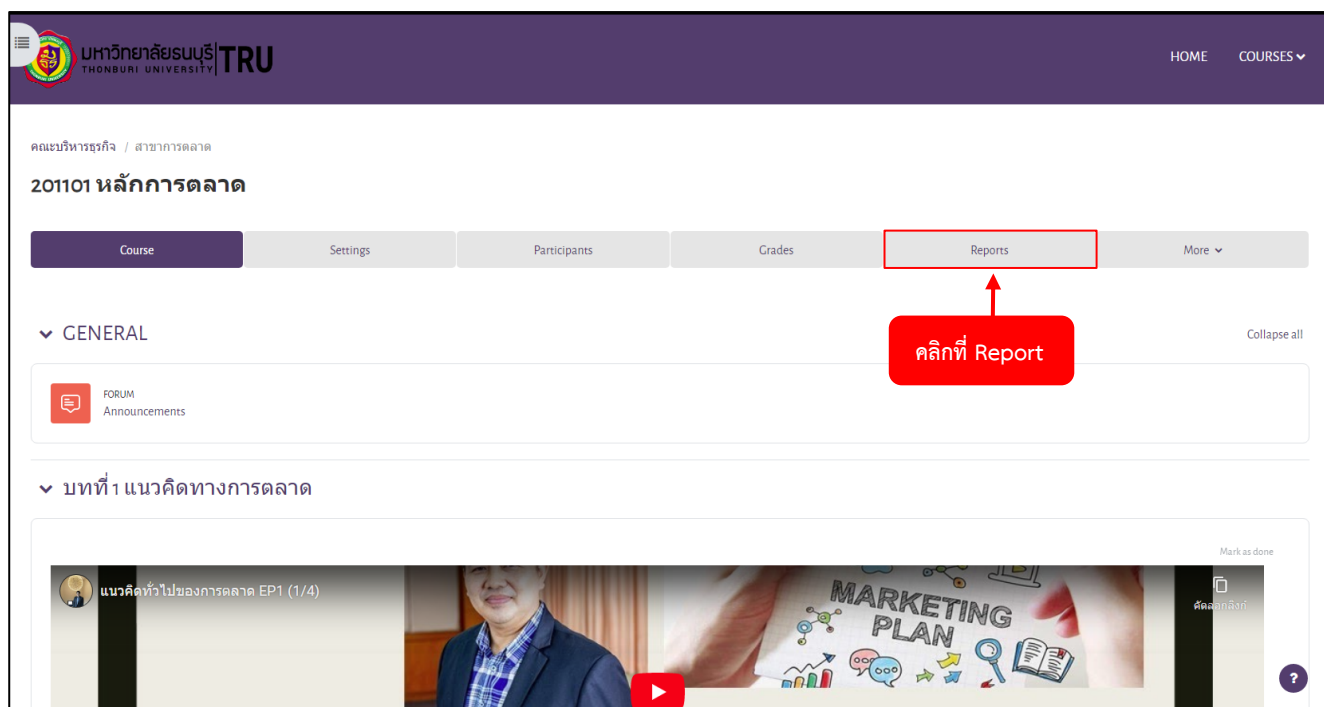 มหาวิทยาลัยธนบุรี TRU
THONBURI UNIVERSITY
HOME COURSES
คณะบริหารธุรกิจ / สาขาการตลาด
201101 หลักการตลาด
Course Settings Participants Grades Reports More
คลิกที่ Report
GENERAL Collapse all
FORUM
Announcements
บทที่ 1 แนวคิดทางการตลาด
Mark as done
แนวคิดทั่วไปของการตลาด EP1 (1/4)
คัดลอกลิงก์
MARKETING
PLAN
?